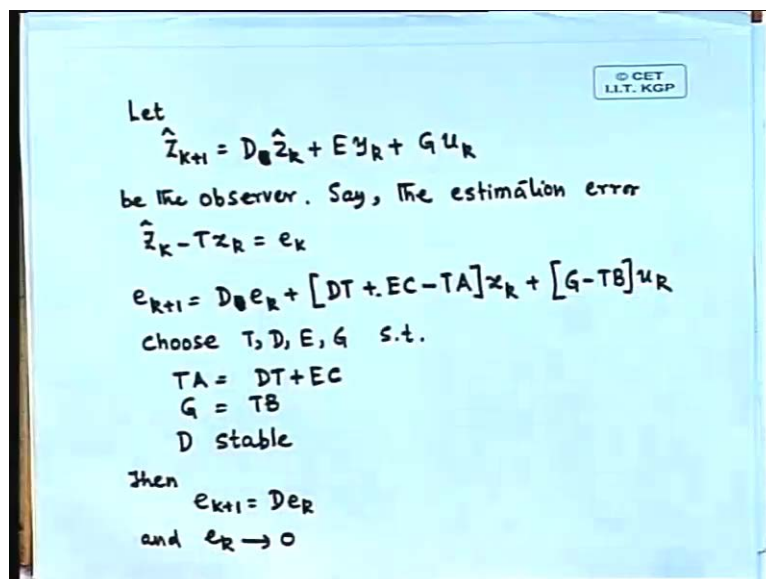 © CET
I.I.T. KGP
Let
ẑ_{K+1} = D ẑ_K + E y_K + G u_K
be the observer. Say, the estimation error
ẑ_K - T x_K = e_K
e_{K+1} = D e_K + [DT + EC - TA] x_K + [G - TB] u_K
choose T, D, E, G s.t.
TA = DT + EC
G = TB
D stable
Then
e_{K+1} = D e_K
and e_K → 0